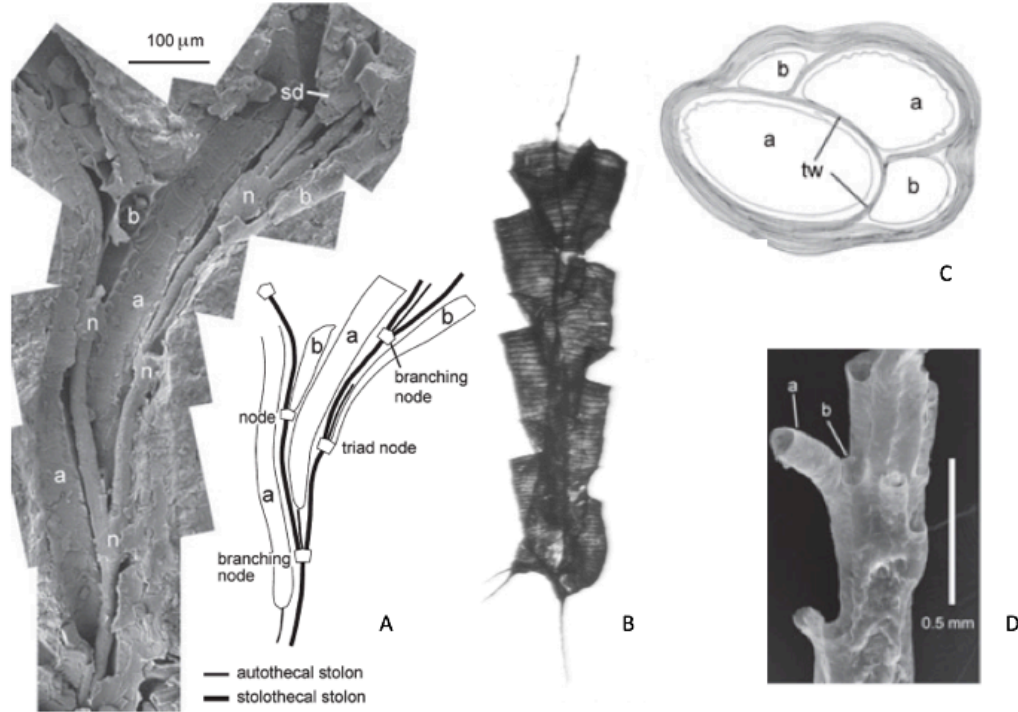 100 µm
sd
n
b
b
a
n
n
a
n
b
a
b
branching
node
node
triad node
a
branching
node
A
autothecal stolon
stolothecal stolon
B
b
a
a
tw
b
C
a
b
0.5 mm
D